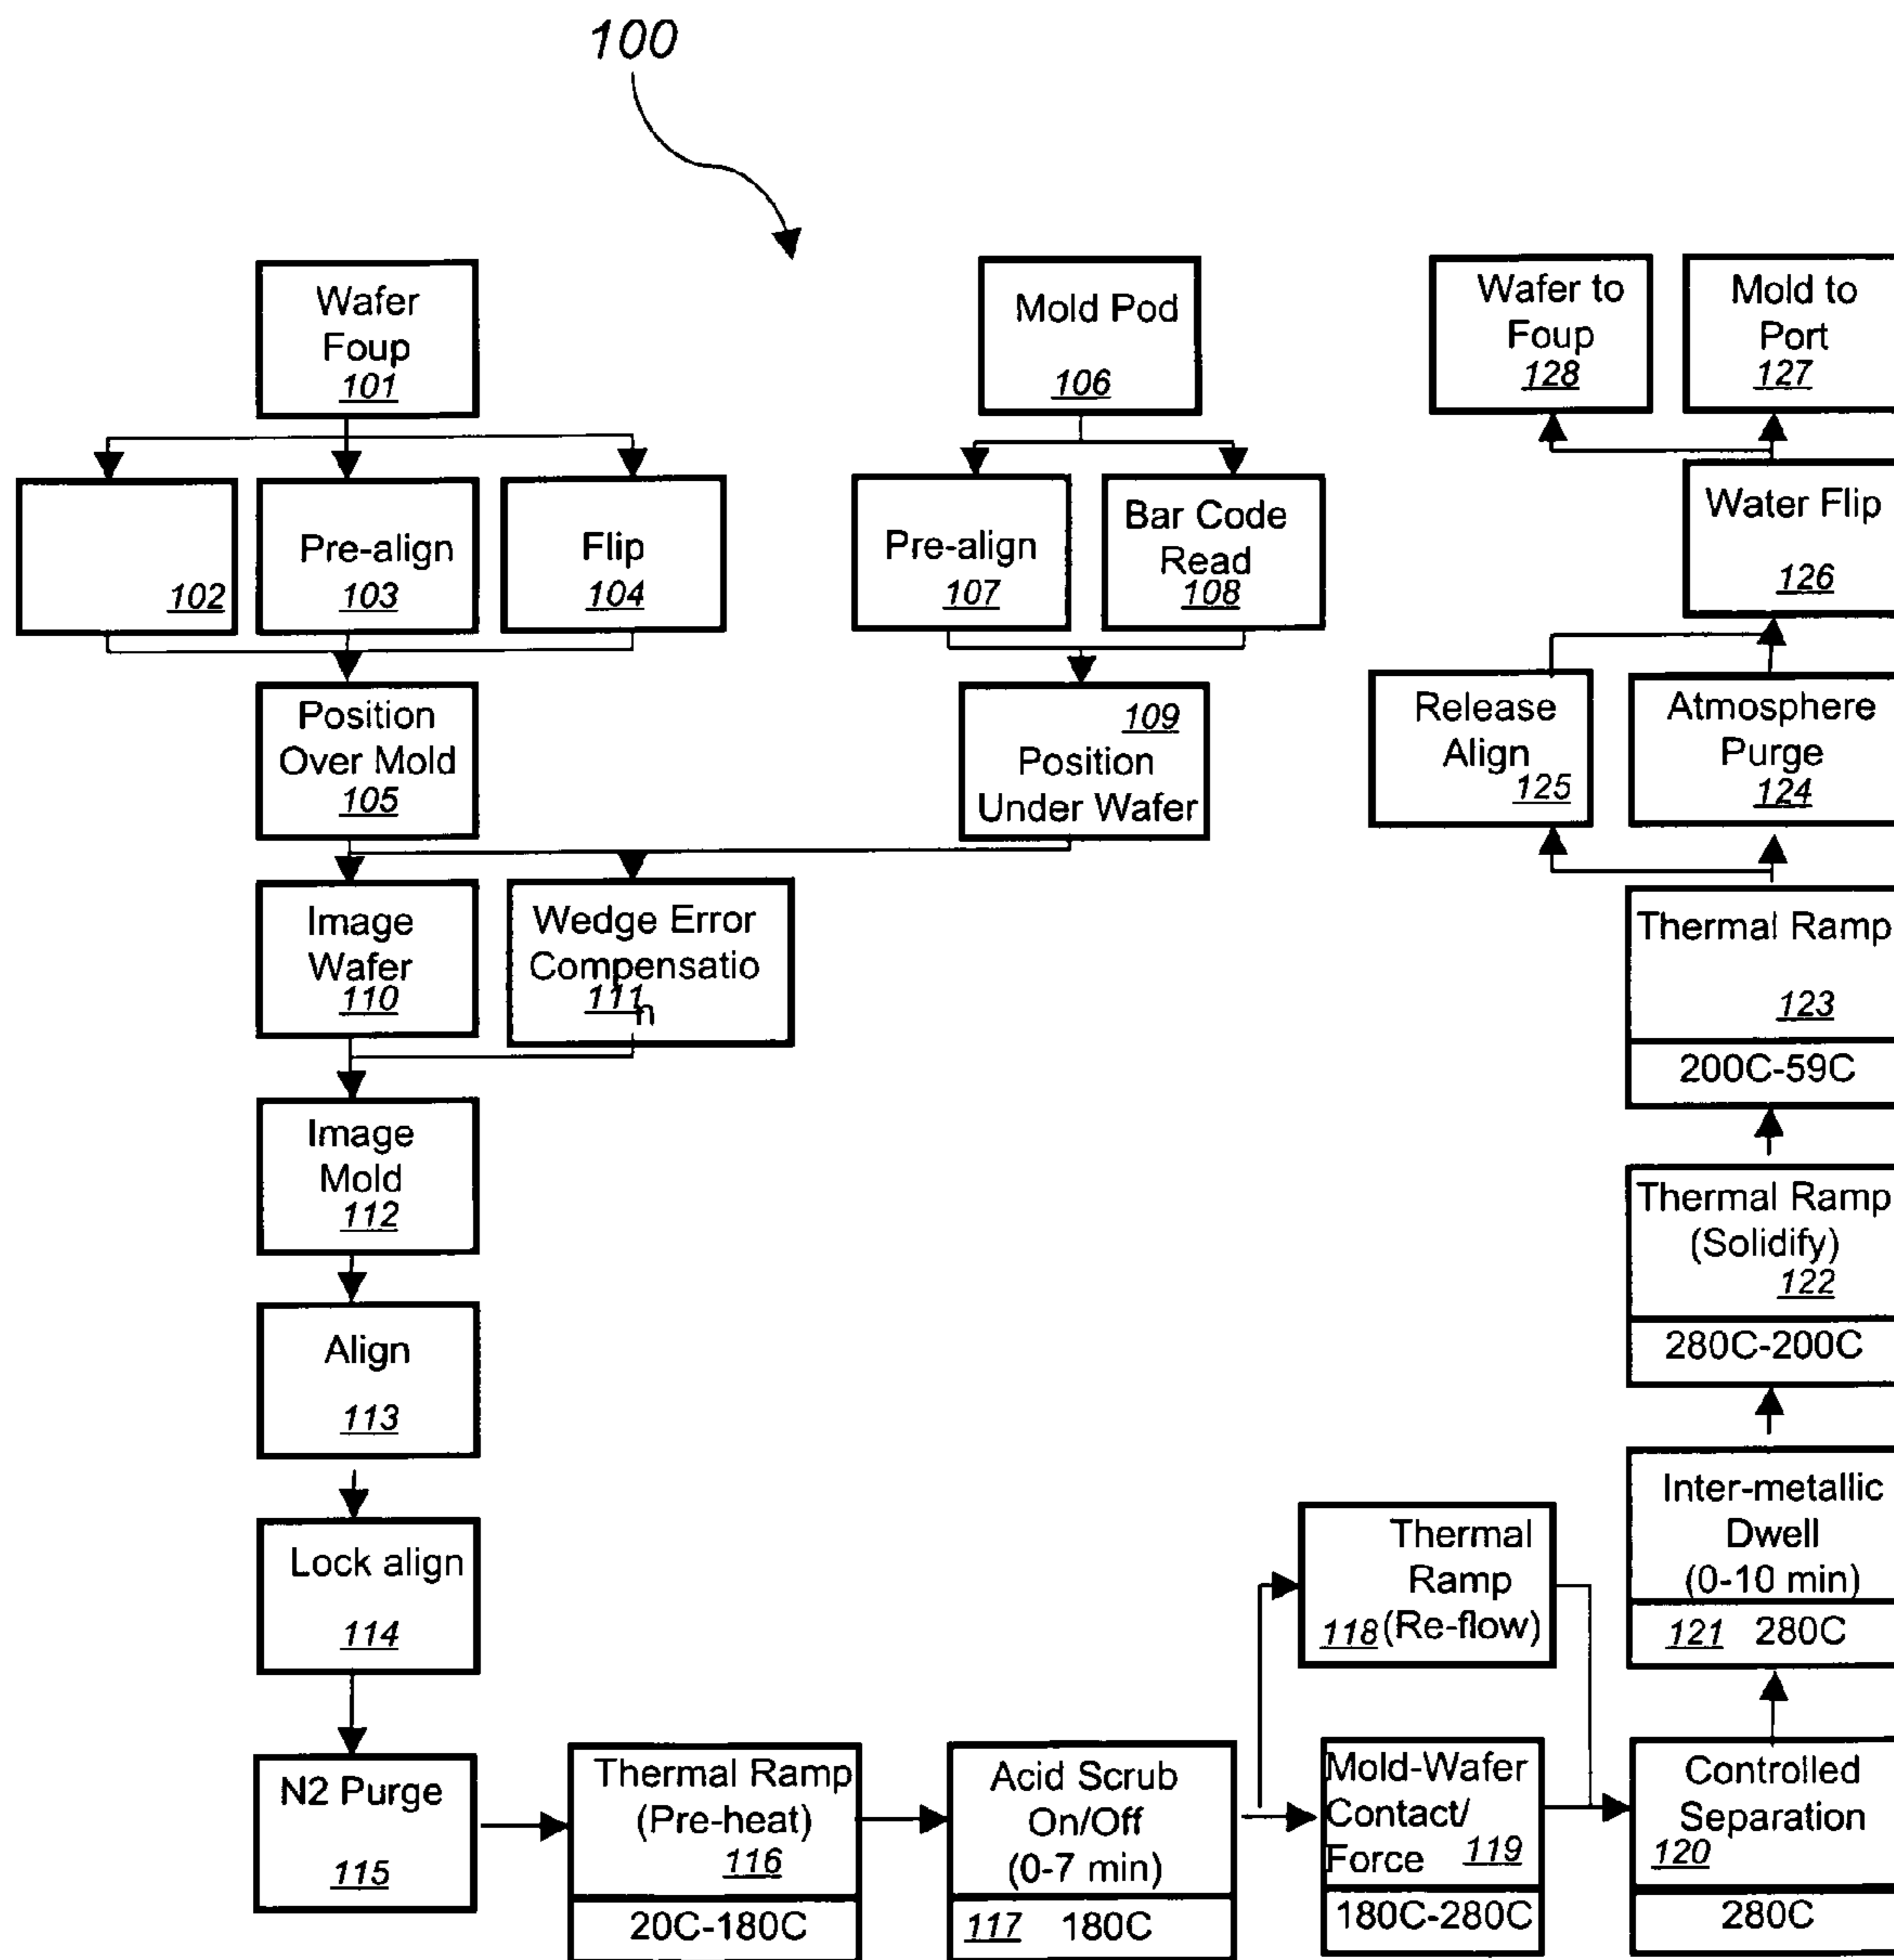 100
Wafer
Foup
101
Mold Pod
106
Wafer to
Foup
128
Mold to
Port
127
102
Pre-align
103
Flip
104
Pre-align
107
Bar Code
Read
108
Water Flip
126
Position
Over Mold
105
109
Position
Under Wafer
Release
Align
125
Atmosphere
Purge
124
Image
Wafer
110
Wedge Error
Compensatio
111
n
Thermal Ramp
123
200C-59C
Image
Mold
112
Thermal Ramp
(Solidify)
122
280C-200C
Align
113
Inter-metallic
Dwell
(0-10 min)
121 280C
Lock align
114
Thermal
Ramp
118 (Re-flow)
N2 Purge
115
Thermal Ramp
(Pre-heat)
116
20C-180C
Acid Scrub
On/Off
(0-7 min)
117 180C
Mold-Wafer
Contact/
Force 119
180C-280C
Controlled
Separation
120
280C